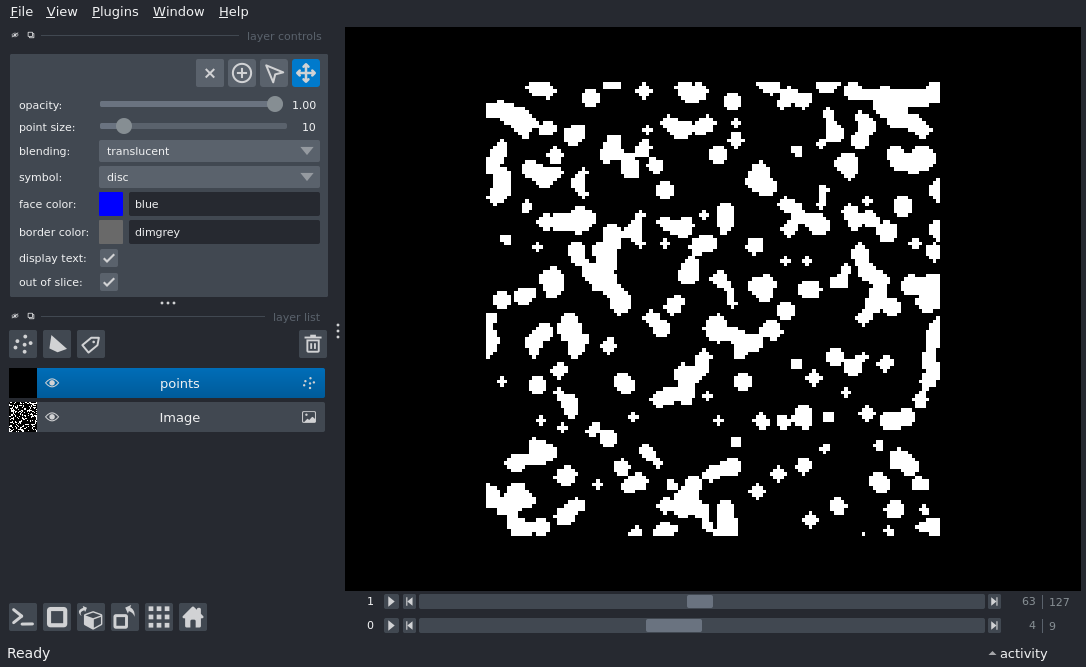 File View Plugins Window Help
layer controls
opacity: 1.00
point size: 10
blending: translucent
symbol: disc
face color: blue
border color: dimgrey
display text:
out of slice:
layer list
points
Image
1 63 127
0 4 9
Ready activity